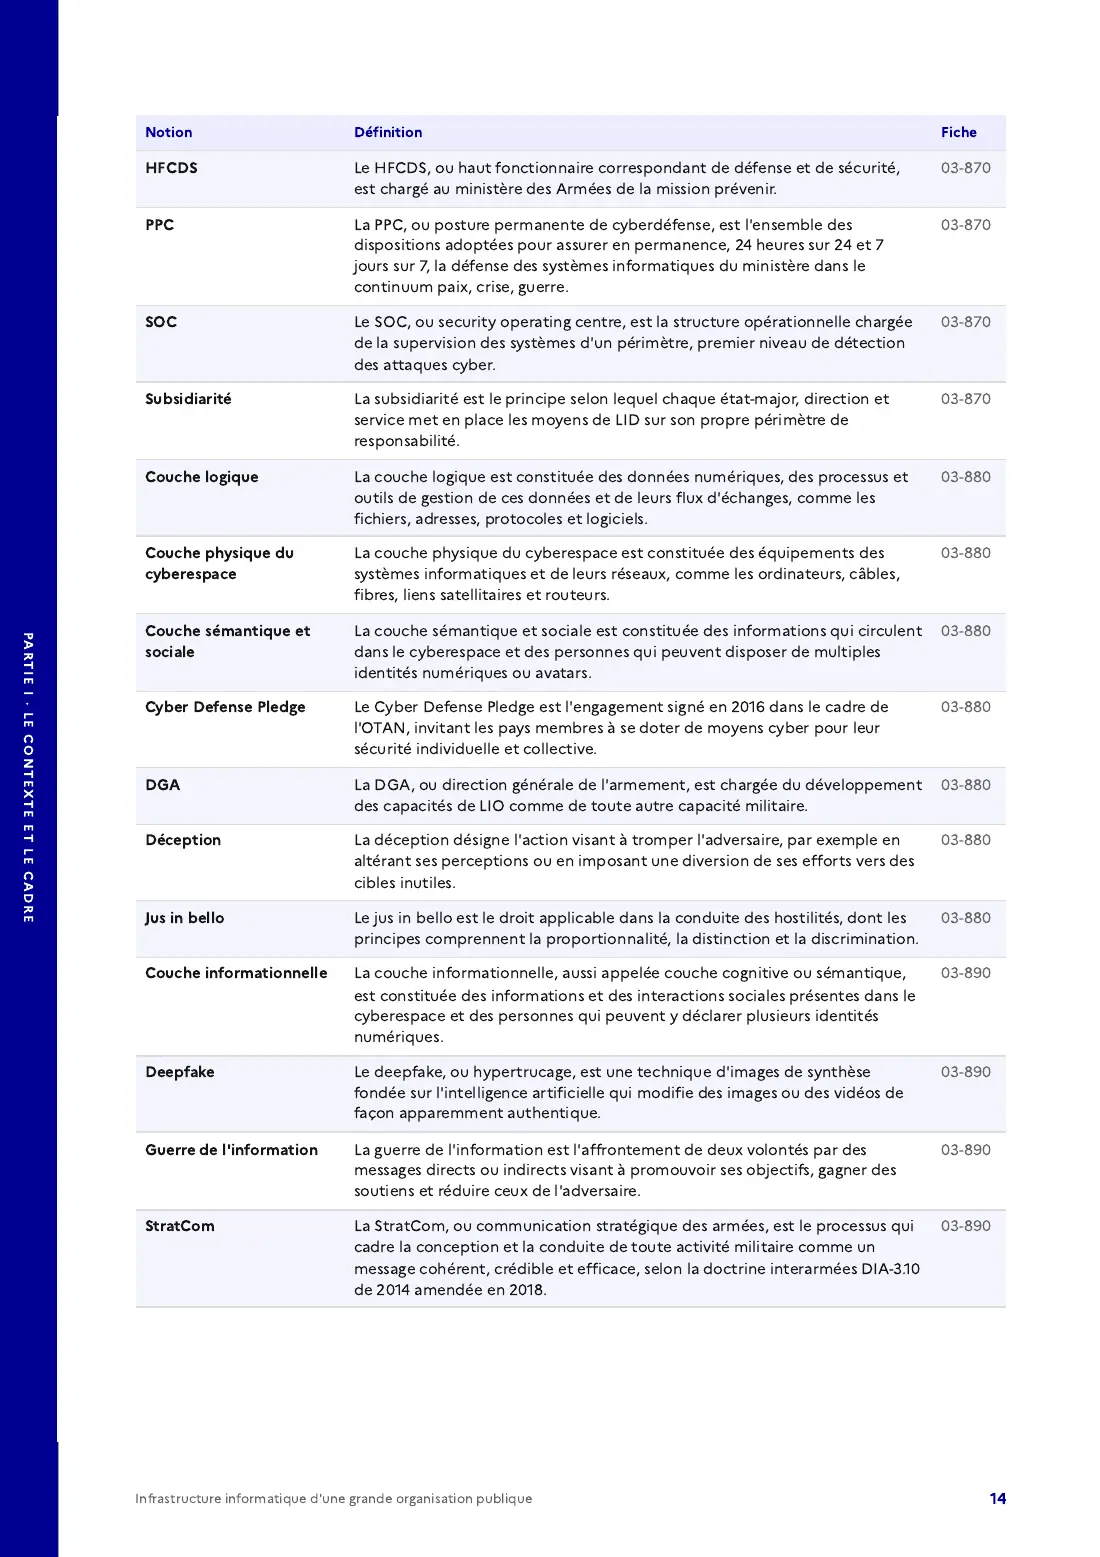 Notion Définition Fiche
HFCDS Le HFCDS, ou haut fonctionnaire correspondant de défense et de sécurité, 03-870
est chargé au ministère des Armées de la mission prévenir.
PPC La PPC, ou posture permanente de cyberdéfense, est l'ensemble des 03-870
dispositions adoptées pour assurer en permanence, 24 heures sur 24 et 7
jours sur 7, la défense des systèmes informatiques du ministère dans le
continuum paix, crise, guerre.
SOC Le SOC, ou security operating centre, est la structure opérationnelle chargée 03-870
de la supervision des systèmes d'un périmètre, premier niveau de détection
des attaques cyber.
Subsidiarité La subsidiarité est le principe selon lequel chaque état-major, direction et 03-870
service met en place les moyens de LID sur son propre périmètre de
responsabilité.
Couche logique La couche logique est constituée des données numériques, des processus et 03-880
outils de gestion de ces données et de leurs flux d'échanges, comme les
fichiers, adresses, protocoles et logiciels.
Couche physique du La couche physique du cyberespace est constituée des équipements des 03-880
cyberespace systèmes informatiques et de leurs réseaux, comme les ordinateurs, câbles,
fibres, liens satellitaires et routeurs.
Couche sémantique et La couche sémantique et sociale est constituée des informations qui circulent 03-880
sociale dans le cyberespace et des personnes qui peuvent disposer de multiples
identités numériques ou avatars.
Cyber Defense Pledge Le Cyber Defense Pledge est l'engagement signé en 2016 dans le cadre de 03-880
l'OTAN, invitant les pays membres à se doter de moyens cyber pour leur
sécurité individuelle et collective.
DGA La DGA, ou direction générale de l'armement, est chargée du développement 03-880
des capacités de LIO comme de toute autre capacité militaire.
Déception La déception désigne l'action visant à tromper l'adversaire, par exemple en 03-880
altérant ses perceptions ou en imposant une diversion de ses efforts vers des
cibles inutiles.
Jus in bello Le jus in bello est le droit applicable dans la conduite des hostilités, dont les 03-880
principes comprennent la proportionnalité, la distinction et la discrimination.
Couche informationnelle La couche informationnelle, aussi appelée couche cognitive ou sémantique, 03-890
est constituée des informations et des interactions sociales présentes dans le
cyberespace et des personnes qui peuvent y déclarer plusieurs identités
numériques.
Deepfake Le deepfake, ou hypertrucage, est une technique d'images de synthèse 03-890
fondée sur l'intelligence artificielle qui modifie des images ou des vidéos de
façon apparemment authentique.
Guerre de l'information La guerre de l'information est l'affrontement de deux volontés par des 03-890
messages directs ou indirects visant à promouvoir ses objectifs, gagner des
soutiens et réduire ceux de l'adversaire.
StratCom La StratCom, ou communication stratégique des armées, est le processus qui 03-890
cadre la conception et la conduite de toute activité militaire comme un
message cohérent, crédible et efficace, selon la doctrine interarmées DIA-3.10
de 2014 amendée en 2018.
PARTIE I · LE CONTEXTE ET LE CADRE
Infrastructure informatique d'une grande organisation publique 14